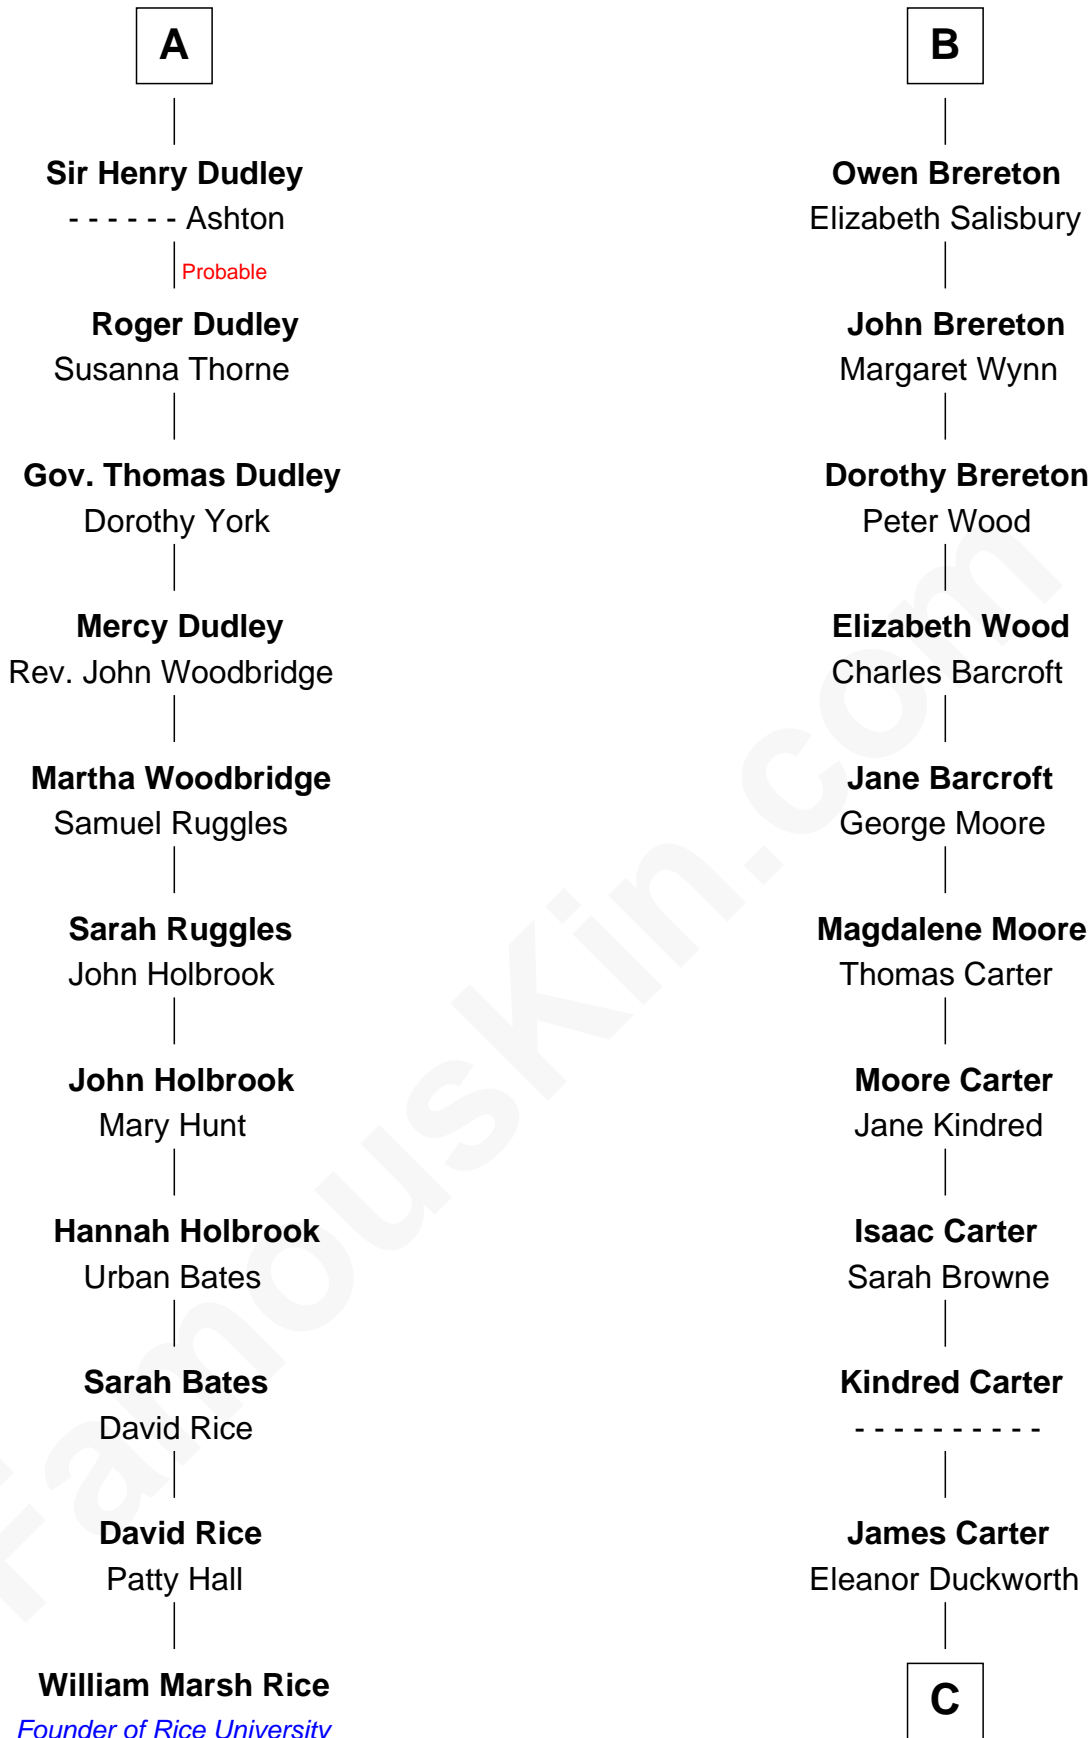 A
Sir Henry Dudley
- - - - - - Ashton
Probable
Roger Dudley
Susanna Thorne
Gov. Thomas Dudley
Dorothy York
Mercy Dudley
Rev. John Woodbridge
Martha Woodbridge
Samuel Ruggles
Sarah Ruggles
John Holbrook
John Holbrook
Mary Hunt
Hannah Holbrook
Urban Bates
Sarah Bates
David Rice
David Rice
Patty Hall
William Marsh Rice
Founder of Rice University
B
Owen Brereton
Elizabeth Salisbury
John Brereton
Margaret Wynn
Dorothy Brereton
Peter Wood
Elizabeth Wood
Charles Barcroft
Jane Barcroft
George Moore
Magdalene Moore
Thomas Carter
Moore Carter
Jane Kindred
Isaac Carter
Sarah Browne
Kindred Carter
- - - - - - - - - -
James Carter
Eleanor Duckworth
C
FamousKin.com